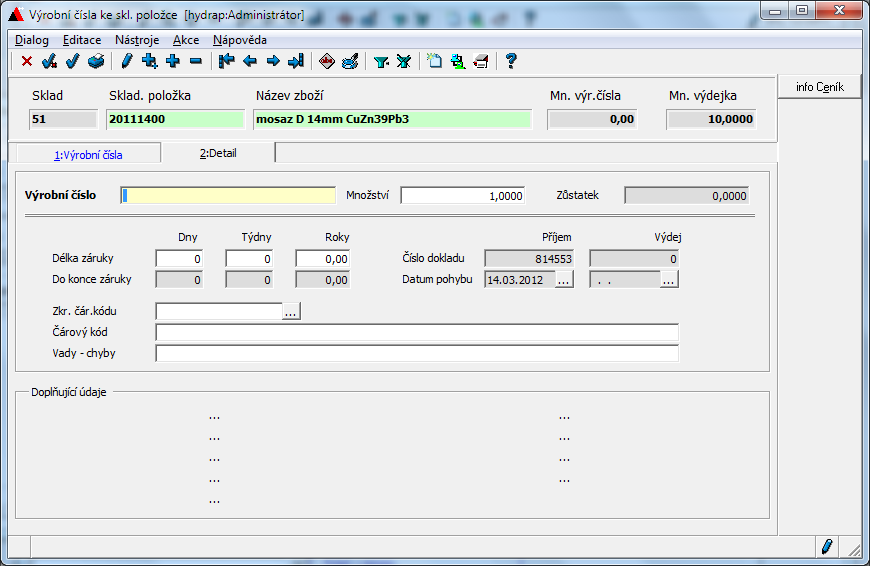 Výrobní čísla ke skl. položce [hydrap:Administrátor]
Dialog Editace Nástroje Akce Nápověda
info Ceník
Sklad Sklad. položka Název zboží Mn. výr.čísla Mn. výdejka
51 20111400 mosaz D 14mm CuZn39Pb3 0,00 10,0000
1:Výrobní čísla 2:Detail
Výrobní číslo Množství 1,0000 Zůstatek 0,0000
Dny Týdny Roky Příjem Výdej
Délka záruky 0 0 0,00 Číslo dokladu 814553 0
Do konce záruky 0 0 0,00 Datum pohybu 14.03.2012 ... . . ...
Zkr. čár.kódu ...
Čárový kód
Vady - chyby
Doplňující údaje
... ...
... ...
... ...
... ...
...